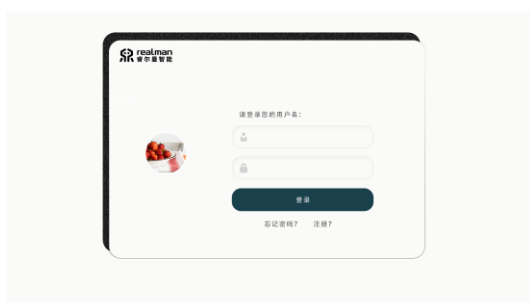 realman
睿尔曼智能
请登录您的用户名：
登录
忘记密码? 注册?